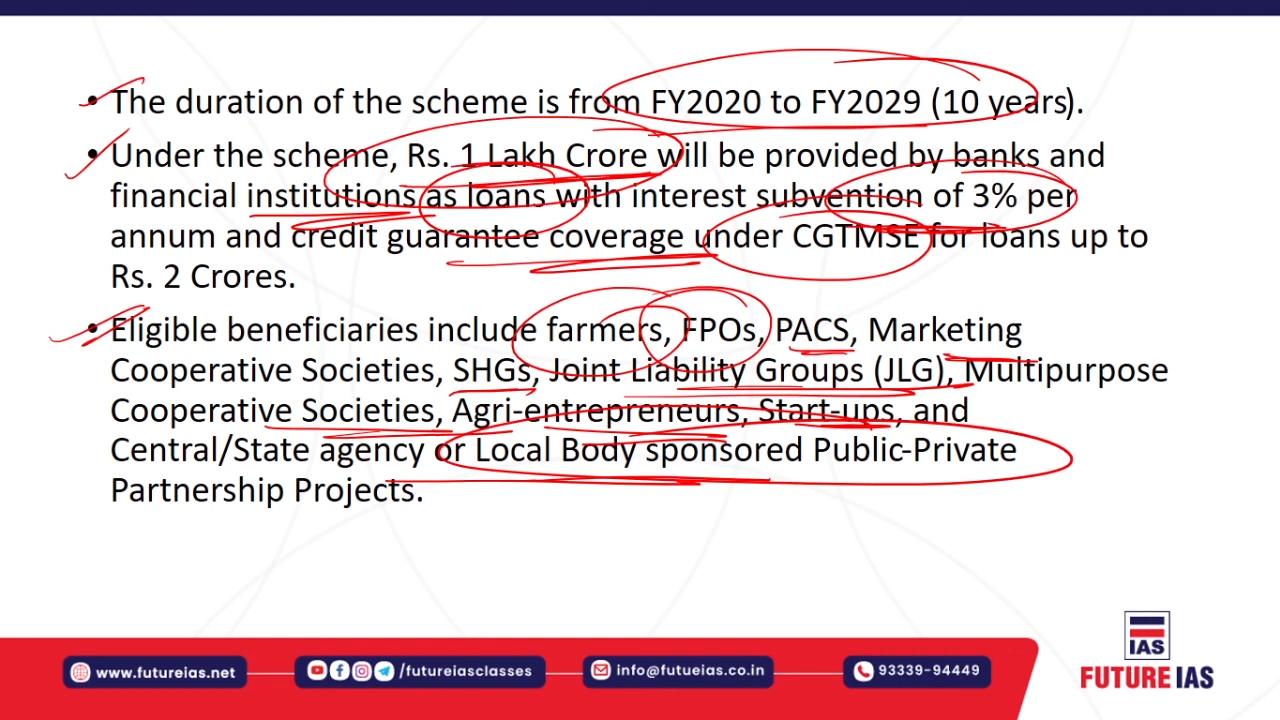 • The duration of the scheme is from FY2020 to FY2029 (10 years).
• Under the scheme, Rs. 1 Lakh Crore will be provided by banks and
financial institutions as loans with interest subvention of 3% per
annum and credit guarantee coverage under CGTMSE for loans up to
Rs. 2 Crores.
• Eligible beneficiaries include farmers, FPOs, PACS, Marketing
Cooperative Societies, SHGs, Joint Liability Groups (JLG), Multipurpose
Cooperative Societies, Agri-entrepreneurs, Start-ups, and
Central/State agency or Local Body sponsored Public-Private
Partnership Projects.
IAS
FUTURE IAS
www.futureias.net
/futureiasclasses
info@futueias.co.in
93339-94449